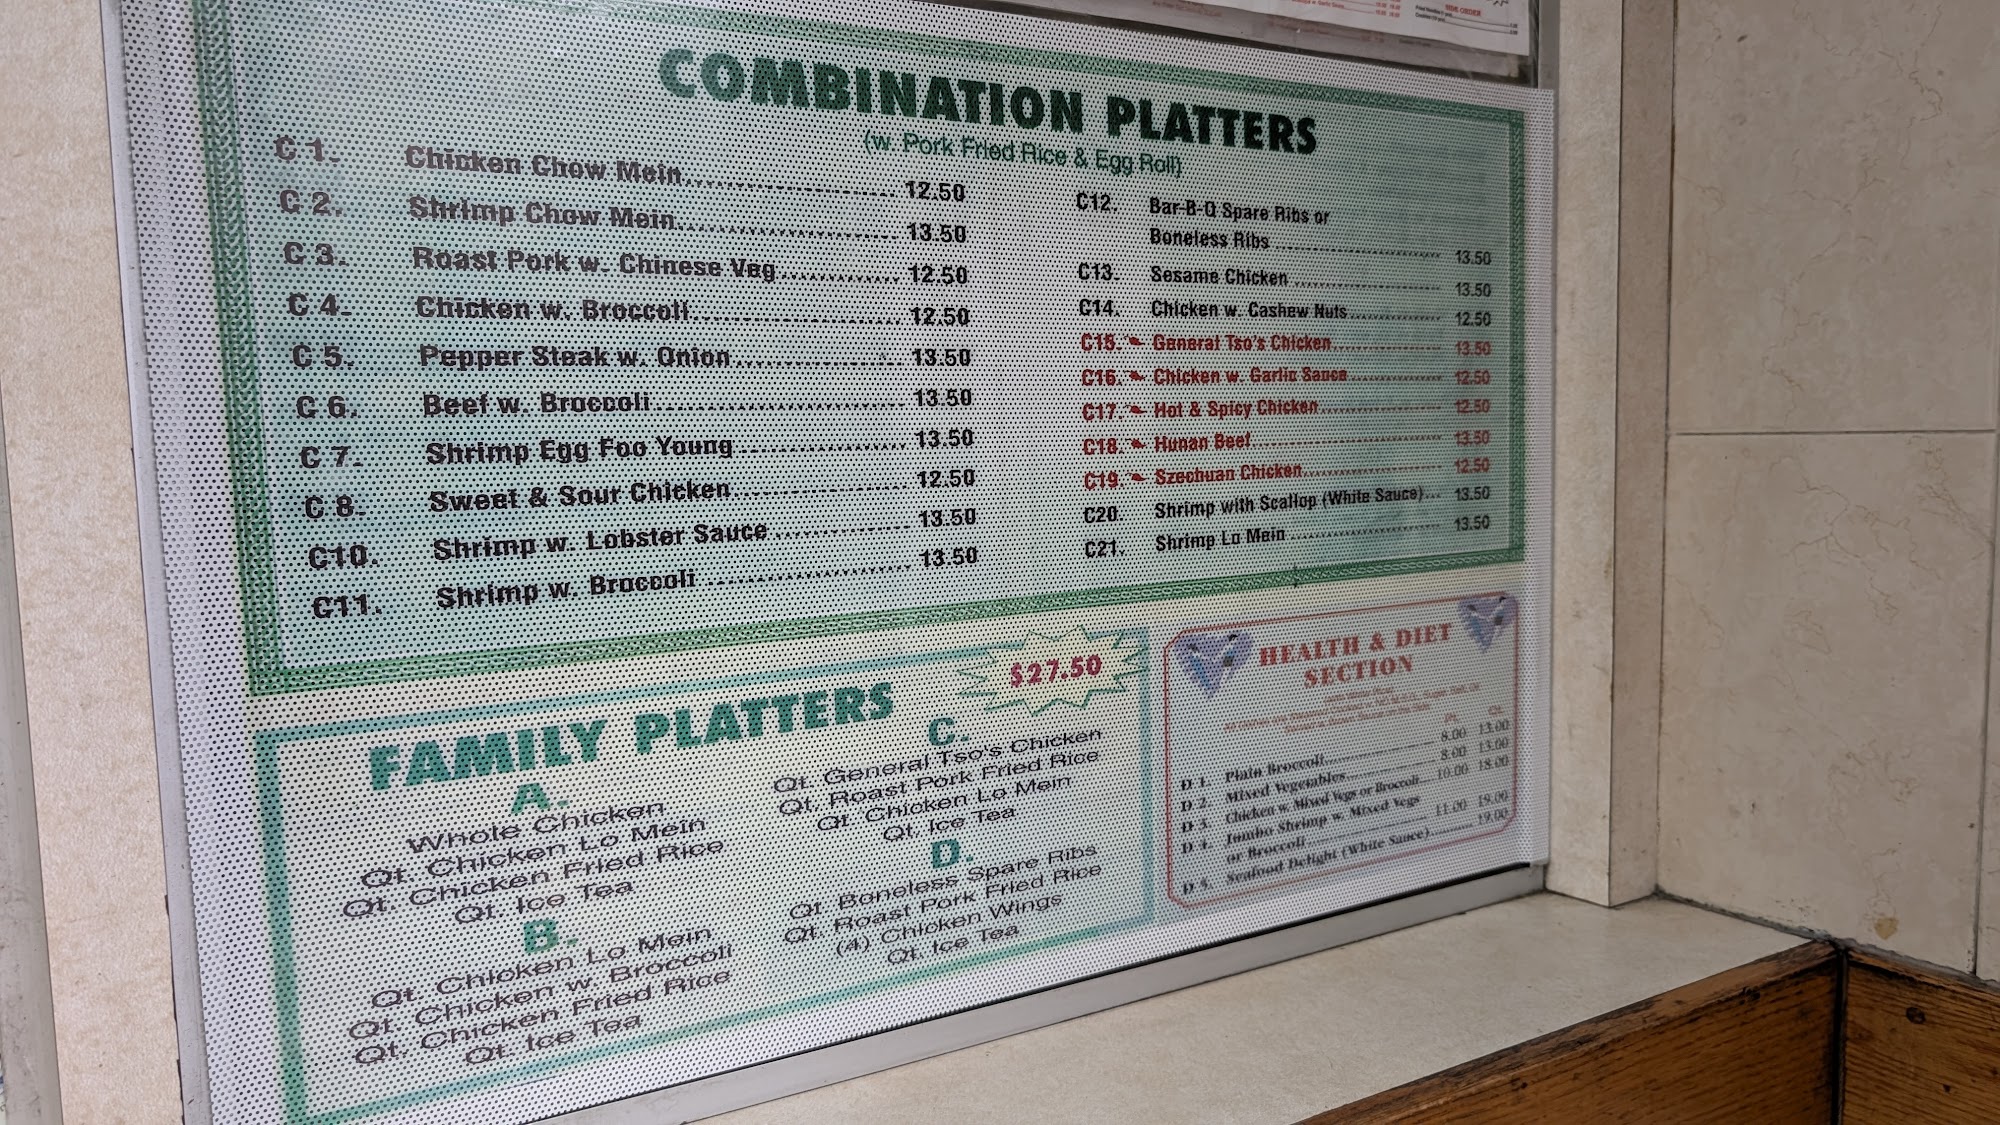 SIDE ORDER
COMBINATION PLATTERS
(w. Pork Fried Rice & Egg Roll)
C 1. Chicken Chow Mein 12.50
C 2. Shrimp Chow Mein 13.50
C 3. Roast Pork w. Chinese Veg 12.50
C 4. Chicken w. Broccoli 12.50
C 5. Pepper Steak w. Onion 13.50
C 6. Beef w. Broccoli 13.50
C 7. Shrimp Egg Foo Young 13.50
C 8. Sweet & Sour Chicken 12.50
C10. Shrimp w. Lobster Sauce 13.50
C11. Shrimp w. Broccoli 13.50
C12. Bar-B-Q Spare Ribs or
Boneless Ribs 13.50
C13. Sesame Chicken 13.50
C14. Chicken w. Cashew Nuts 12.50
C15. General Tso's Chicken 13.50
C16. Chicken w. Garlic Sauce 12.50
C17. Hot & Spicy Chicken 12.50
C18. Hunan Beef 13.50
C19. Szechuan Chicken 12.50
C20. Shrimp with Scallop (White Sauce) 13.50
C21. Shrimp Lo Mein 13.50
FAMILY PLATTERS
$27.50
A.
Whole Chicken
Qt. Chicken Lo Mein
Qt. Chicken Fried Rice
Qt. Ice Tea
B.
Qt. Chicken Lo Mein
Qt. Chicken w. Broccoli
Qt. Chicken Fried Rice
Qt. Ice Tea
C.
Qt. General Tso's Chicken
Qt. Roast Pork Fried Rice
Qt. Chicken Lo Mein
Qt. Ice Tea
D.
Qt. Boneless Spare Ribs
Qt. Roast Pork Fried Rice
(4) Chicken Wings
Qt. Ice Tea
HEALTH & DIET
SECTION
Pt. Qt.
D 1. Plain Broccoli 8.00 13.00
D 2. Mixed Vegetables 8.00 13.00
D 3. Chicken w. Mixed Vegs or Broccoli 10.00 18.00
D 4. Jumbo Shrimp w. Mixed Vegs
or Broccoli 11.00 19.00
D 5. Seafood Delight (White Sauce) 19.00